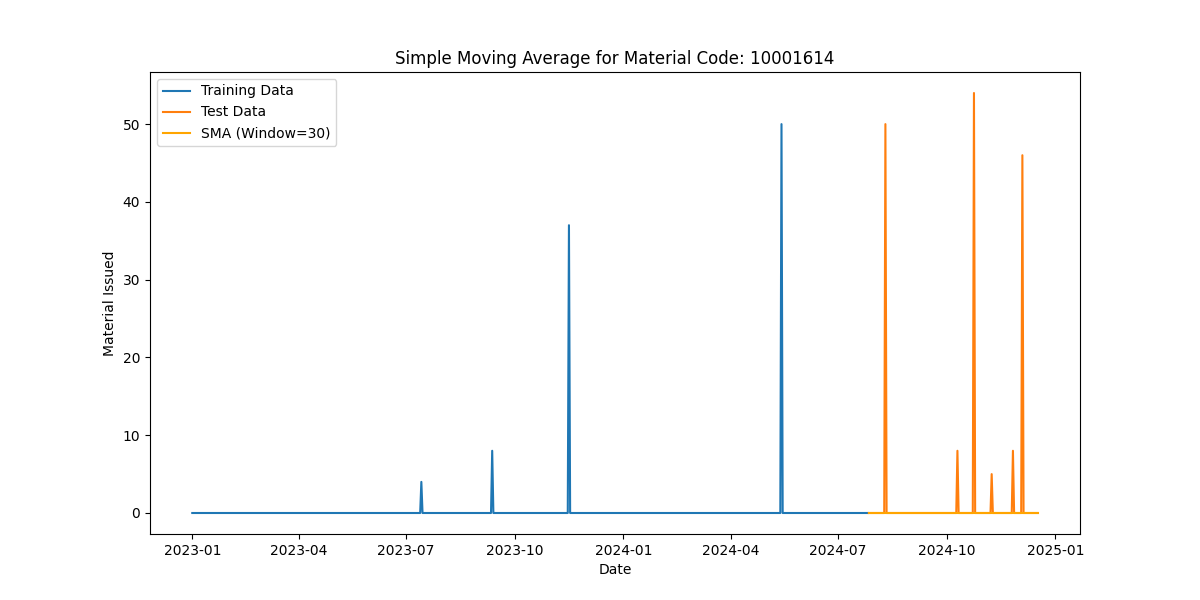 Simple Moving Average for Material Code: 10001614
Training Data
Test Data
SMA (Window=30)
Material Issued
50
40
30
20
10
0
2023-01 2023-04 2023-07 2023-10 2024-01 2024-04 2024-07 2024-10 2025-01
Date